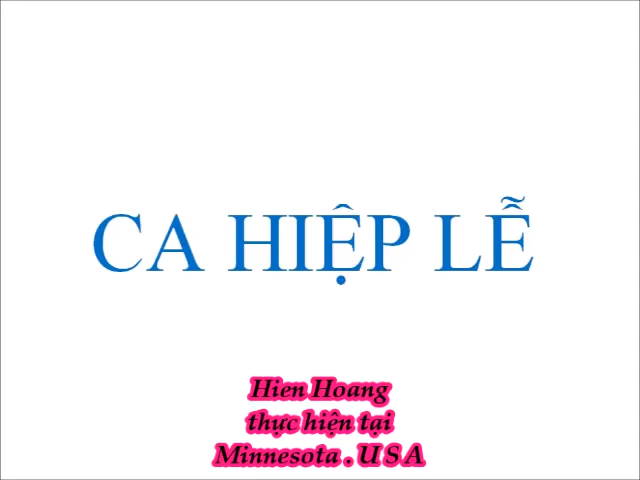 CA HIỆP LỄ
Hien Hoang
thực hiện tại
Minnesota . U S A